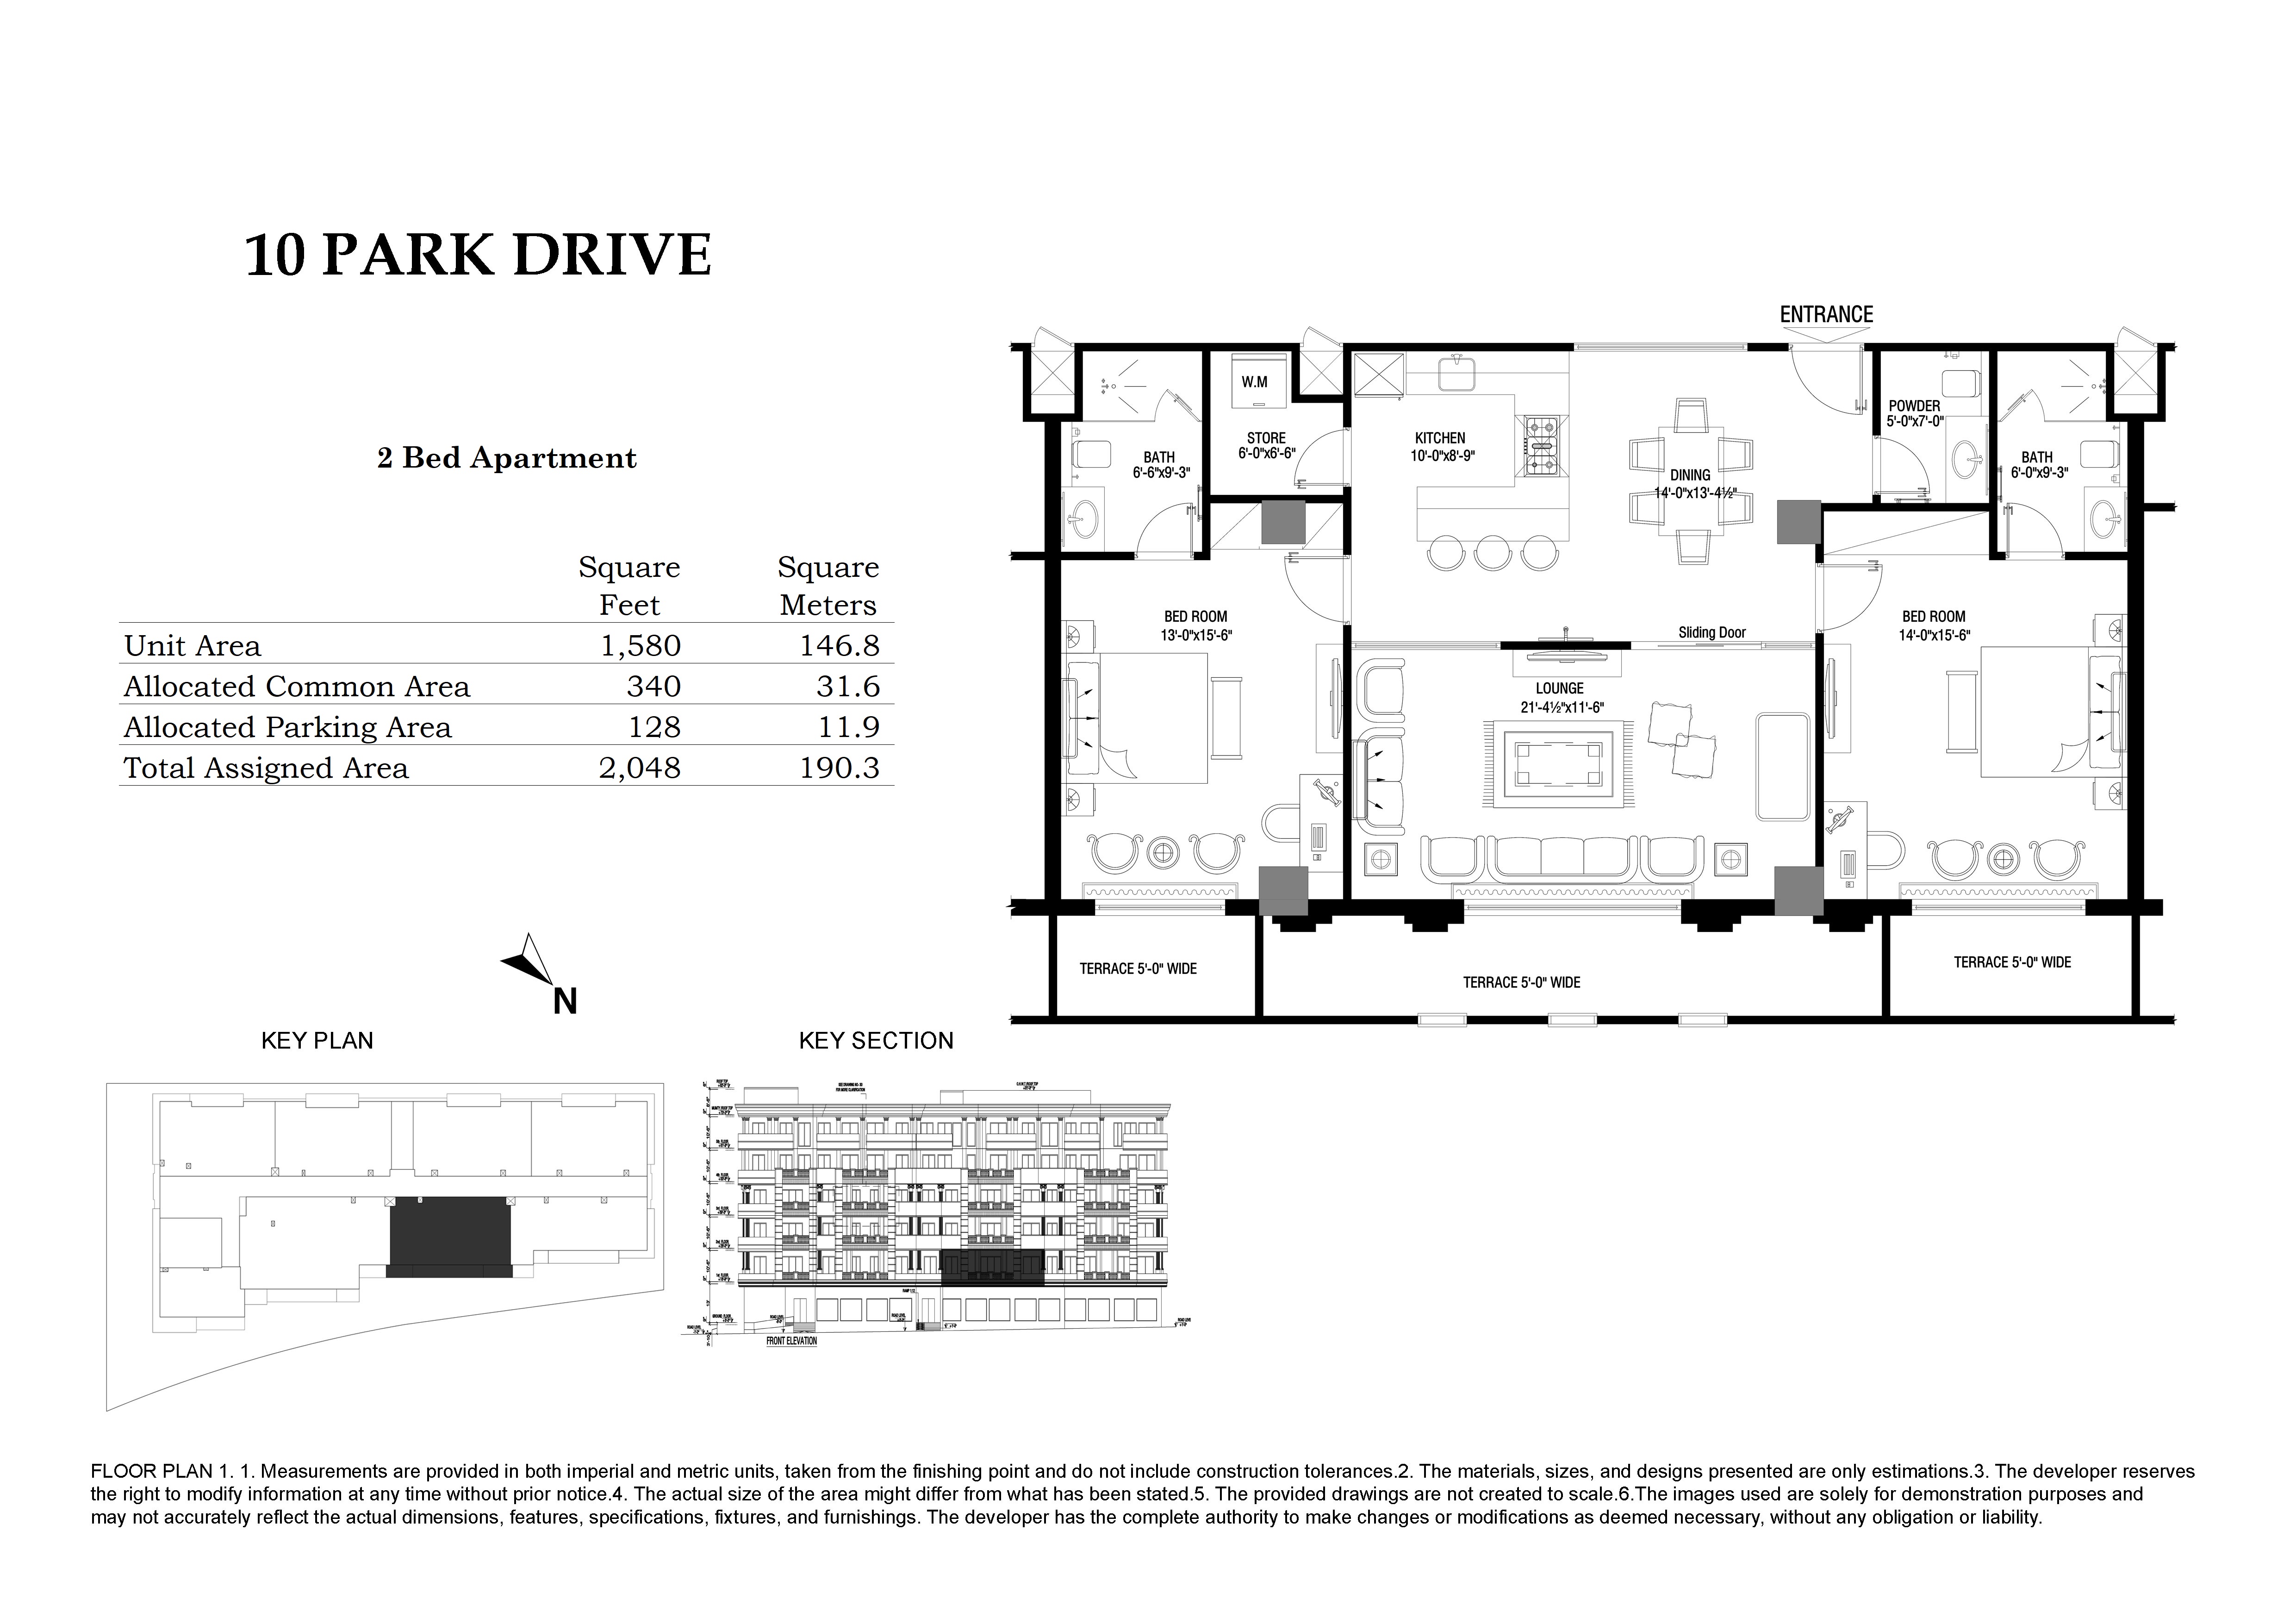 10 PARK DRIVE
2 Bed Apartment
Square Feet Square Meters
Unit Area 1,580 146.8
Allocated Common Area 340 31.6
Allocated Parking Area 128 11.9
Total Assigned Area 2,048 190.3
ENTRANCE
W.M
STORE
6'-0"x6'-6"
BATH
6'-6"x9'-3"
KITCHEN
10'-0"x8'-9"
DINING
14'-0"x13'-4½"
POWDER
5'-0"x7'-0"
BATH
6'-0"x9'-3"
BED ROOM
13'-0"x15'-6"
Sliding Door
BED ROOM
14'-0"x15'-6"
LOUNGE
21'-4½"x11'-6"
TERRACE 5'-0" WIDE
TERRACE 5'-0" WIDE
TERRACE 5'-0" WIDE
N
KEY PLAN
KEY SECTION
FRONT ELEVATION
FLOOR PLAN 1. 1. Measurements are provided in both imperial and metric units, taken from the finishing point and do not include construction tolerances.2. The materials, sizes, and designs presented are only estimations.3. The developer reserves
the right to modify information at any time without prior notice.4. The actual size of the area might differ from what has been stated.5. The provided drawings are not created to scale.6.The images used are solely for demonstration purposes and
may not accurately reflect the actual dimensions, features, specifications, fixtures, and furnishings. The developer has the complete authority to make changes or modifications as deemed necessary, without any obligation or liability.